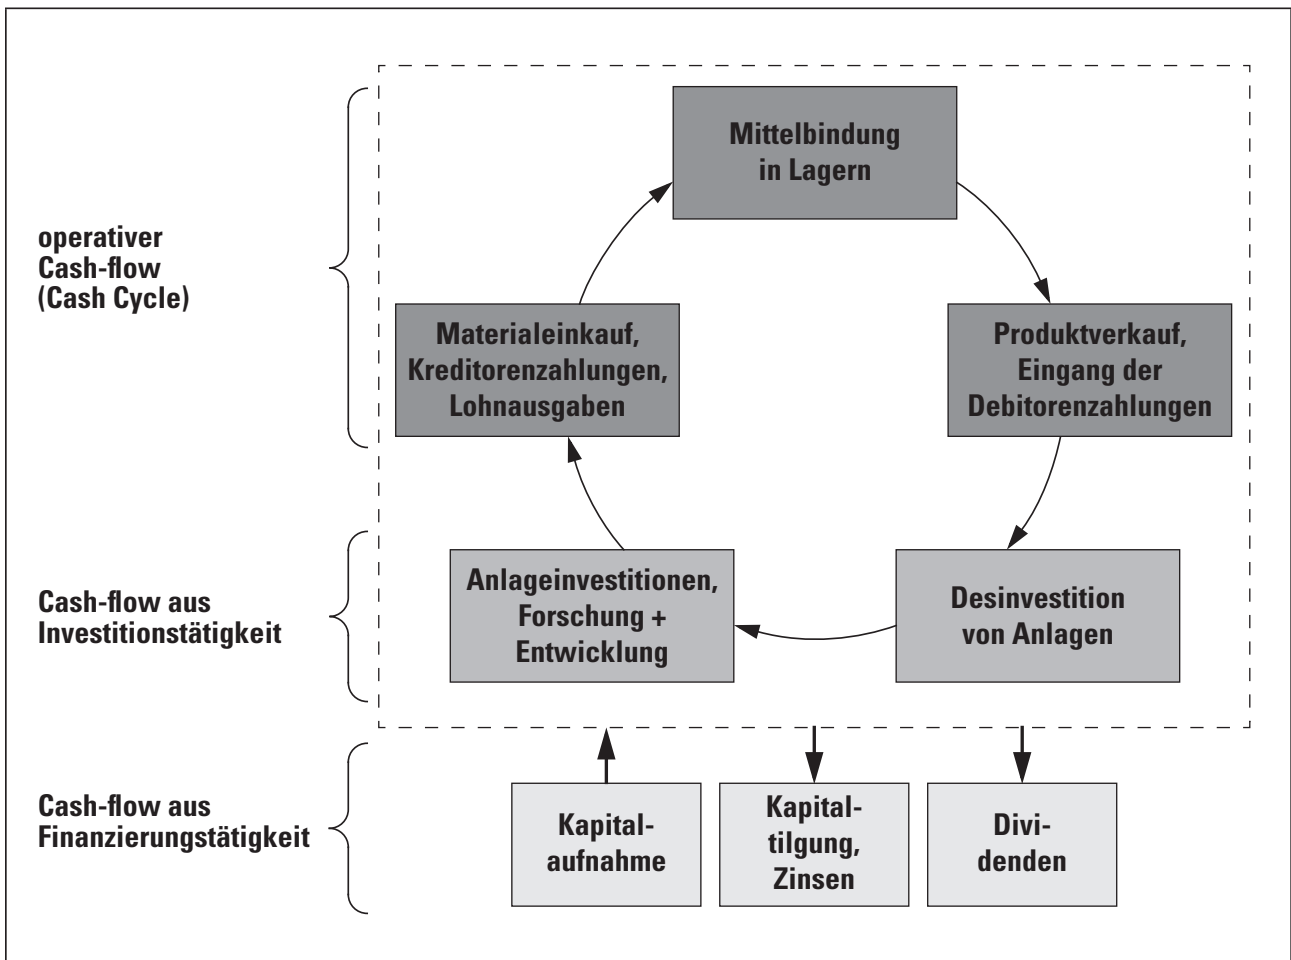 Mittelbindung
in Lagern
operativer
Cash-flow
(Cash Cycle)
Materialeinkauf,
Kreditorenzahlungen,
Lohnausgaben
Produktverkauf,
Eingang der
Debitorenzahlungen
Cash-flow aus
Investitionstätigkeit
Anlageinvestitionen,
Forschung +
Entwicklung
Desinvestition
von Anlagen
Cash-flow aus
Finanzierungstätigkeit
Kapital-
aufnahme
Kapital-
tilgung,
Zinsen
Divi-
denden